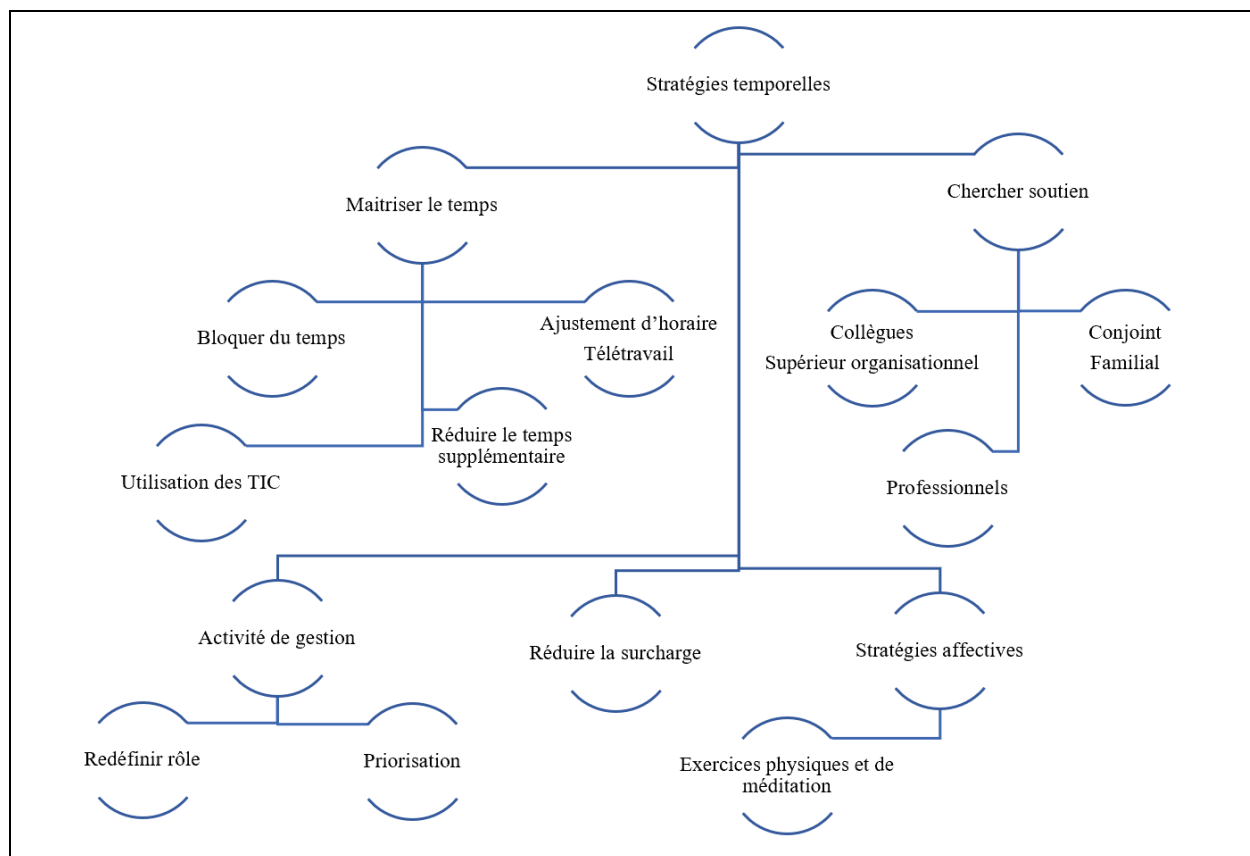 Stratégies temporelles
Maitriser le temps
Chercher soutien
Bloquer du temps
Ajustement d’horaire
Télétravail
Collègues
Supérieur organisationnel
Conjoint
Familial
Utilisation des TIC
Réduire le temps
supplémentaire
Professionnels
Activité de gestion
Réduire la surcharge
Stratégies affectives
Redéfinir rôle
Priorisation
Exercices physiques et de
méditation